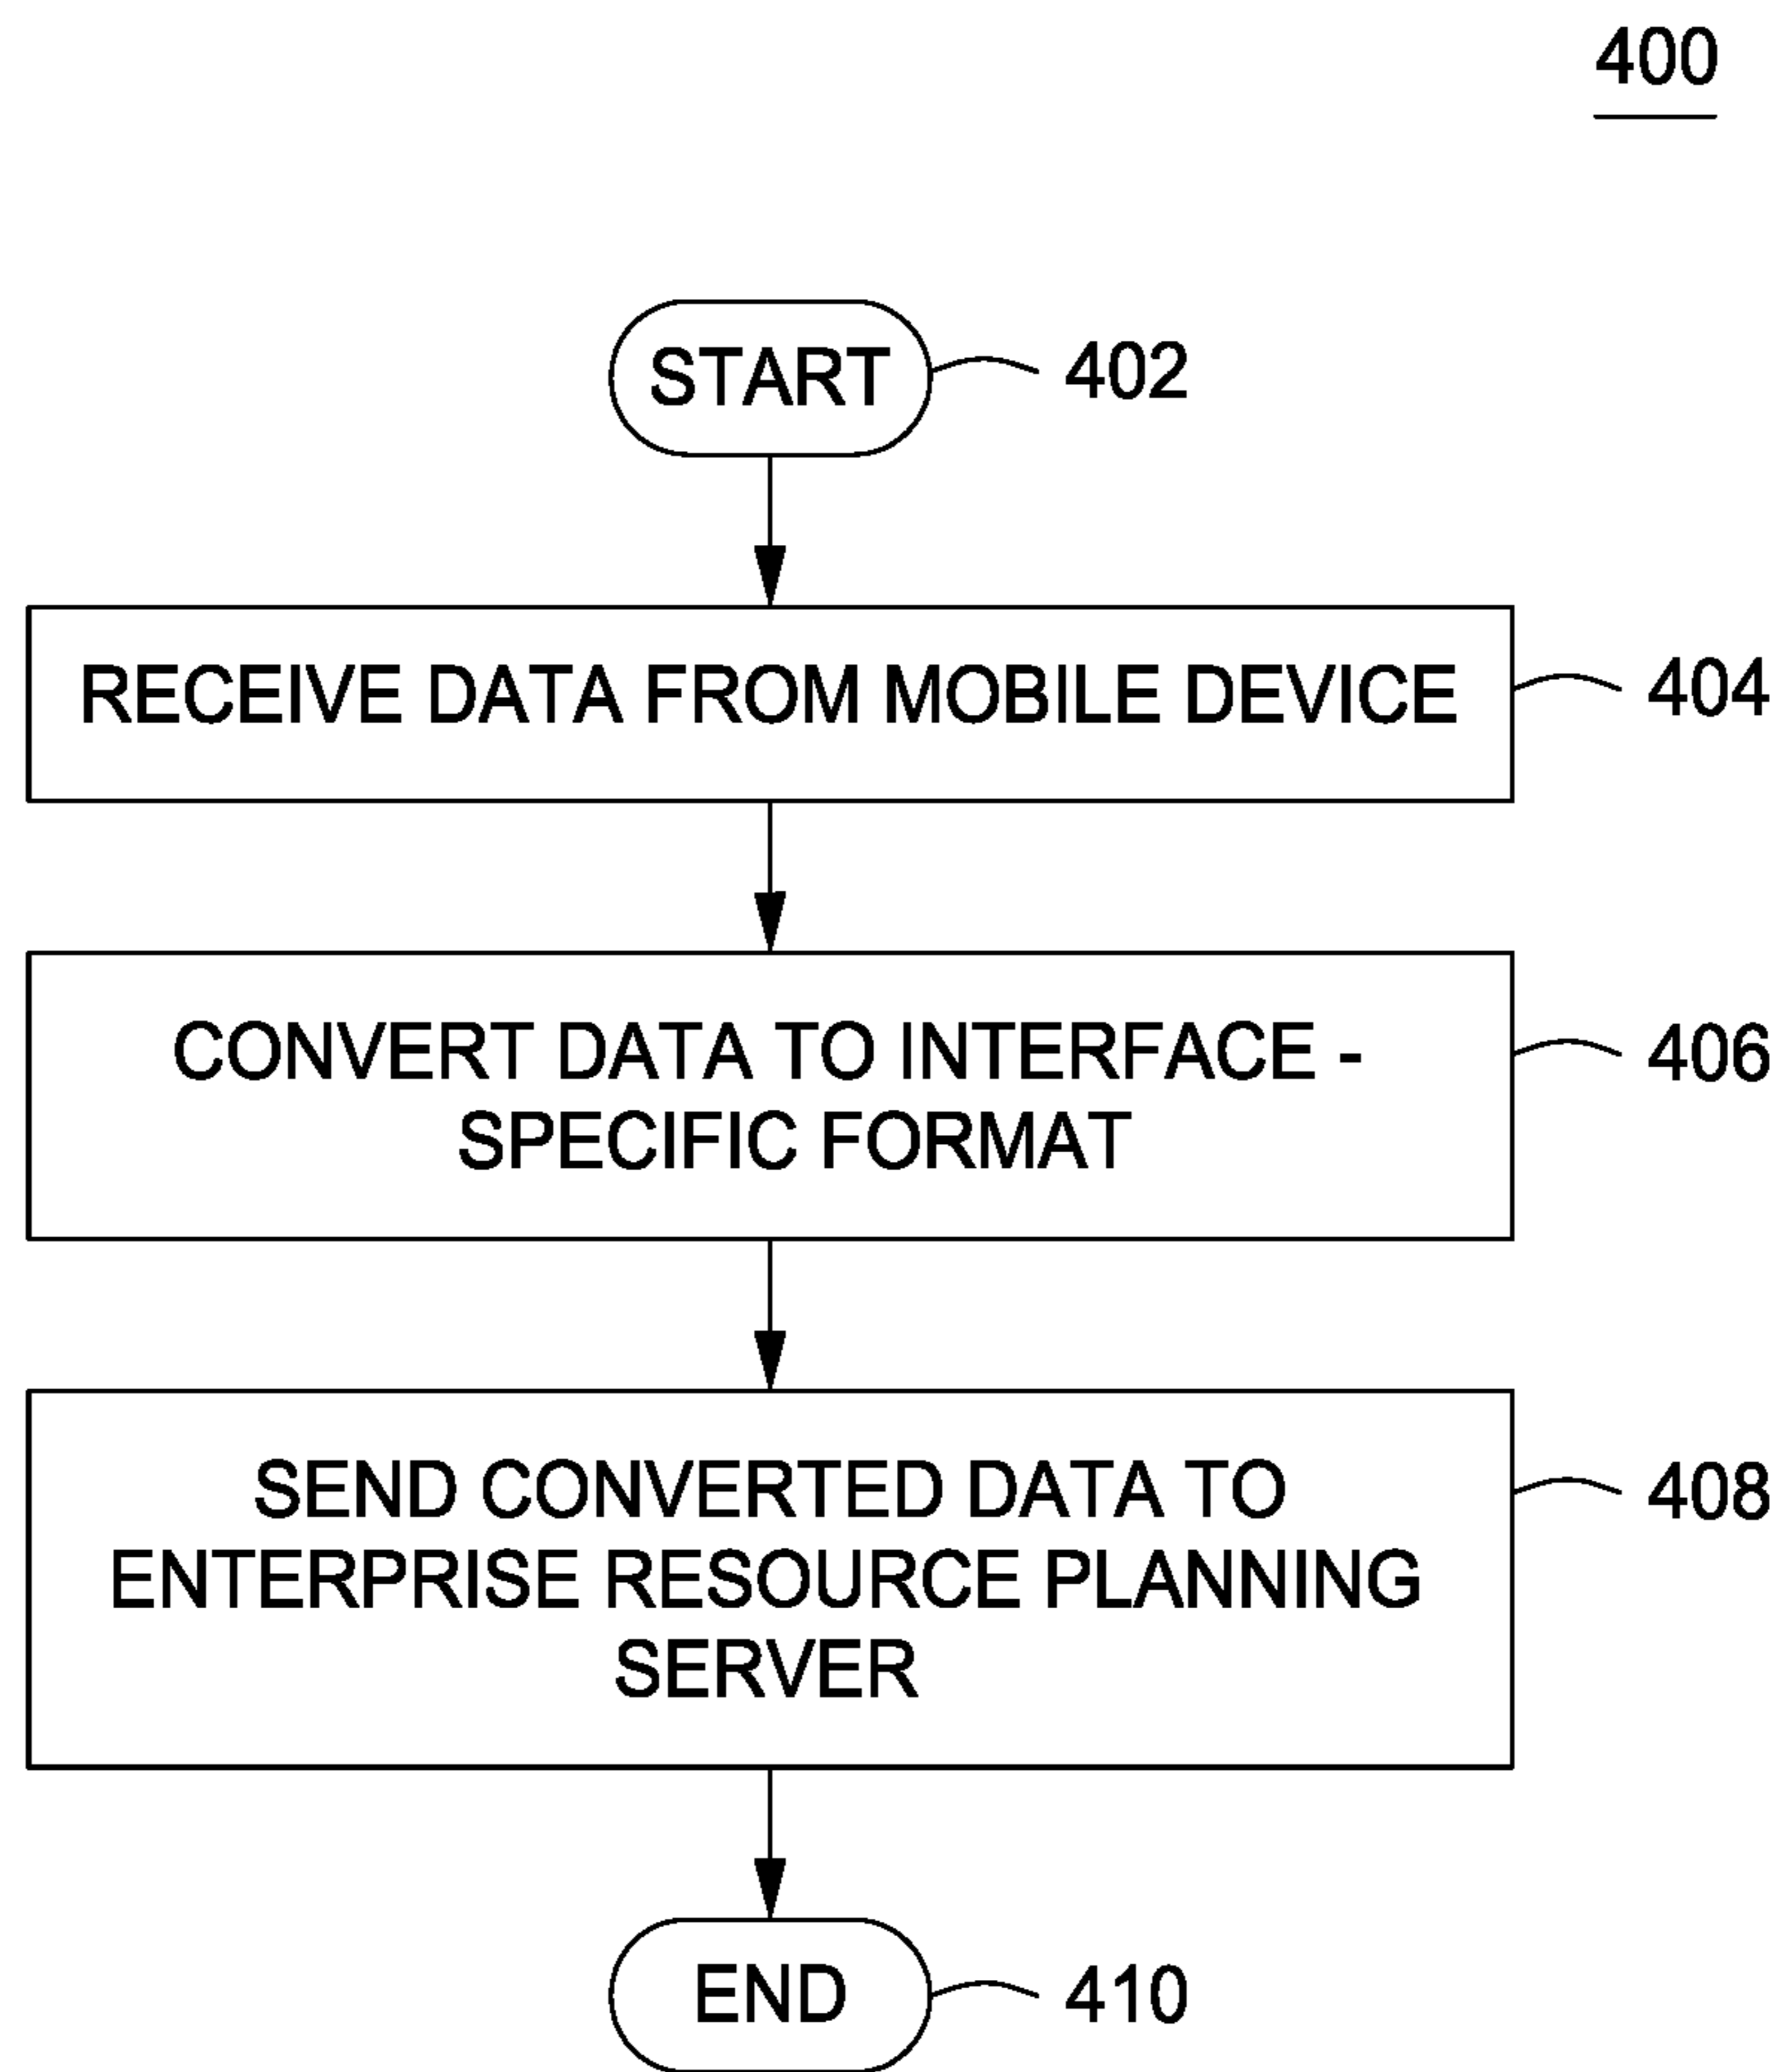 400
START
402
RECEIVE DATA FROM MOBILE DEVICE
404
CONVERT DATA TO INTERFACE -
SPECIFIC FORMAT
406
SEND CONVERTED DATA TO
ENTERPRISE RESOURCE PLANNING
SERVER
408
END
410